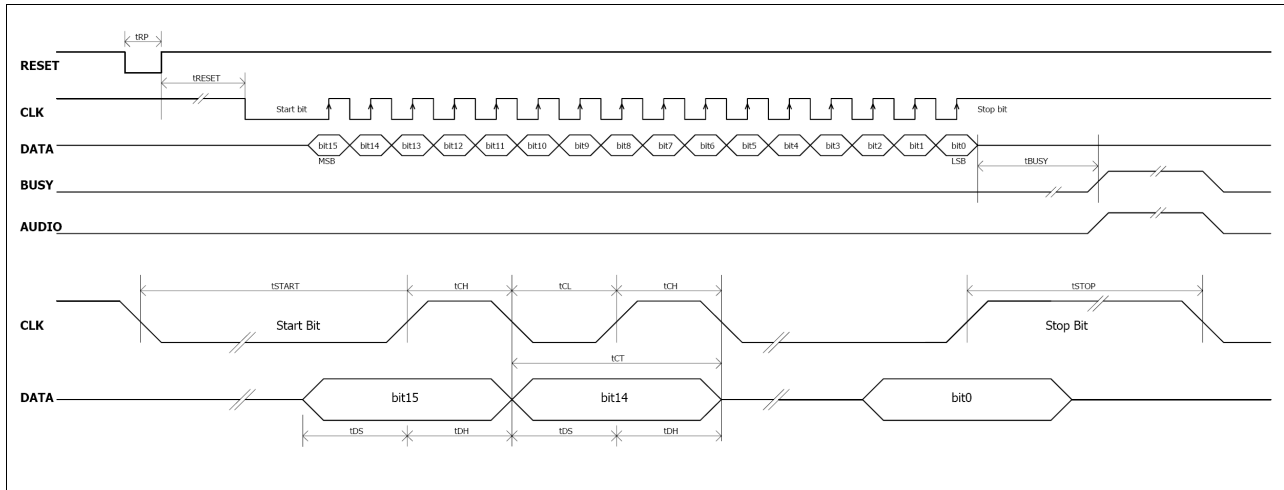 tRP
RESET
tRESET
CLK
Start bit
Stop bit
DATA
bit15 bit14 bit13 bit12 bit11 bit10 bit9 bit8 bit7 bit6 bit5 bit4 bit3 bit2 bit1 bit0
MSB
LSB
tBUSY
BUSY
AUDIO
tSTART
tCH
tCL
tCH
tSTOP
CLK
Start Bit
Stop Bit
tCT
DATA
bit15
bit14
bit0
tDS
tDH
tDS
tDH